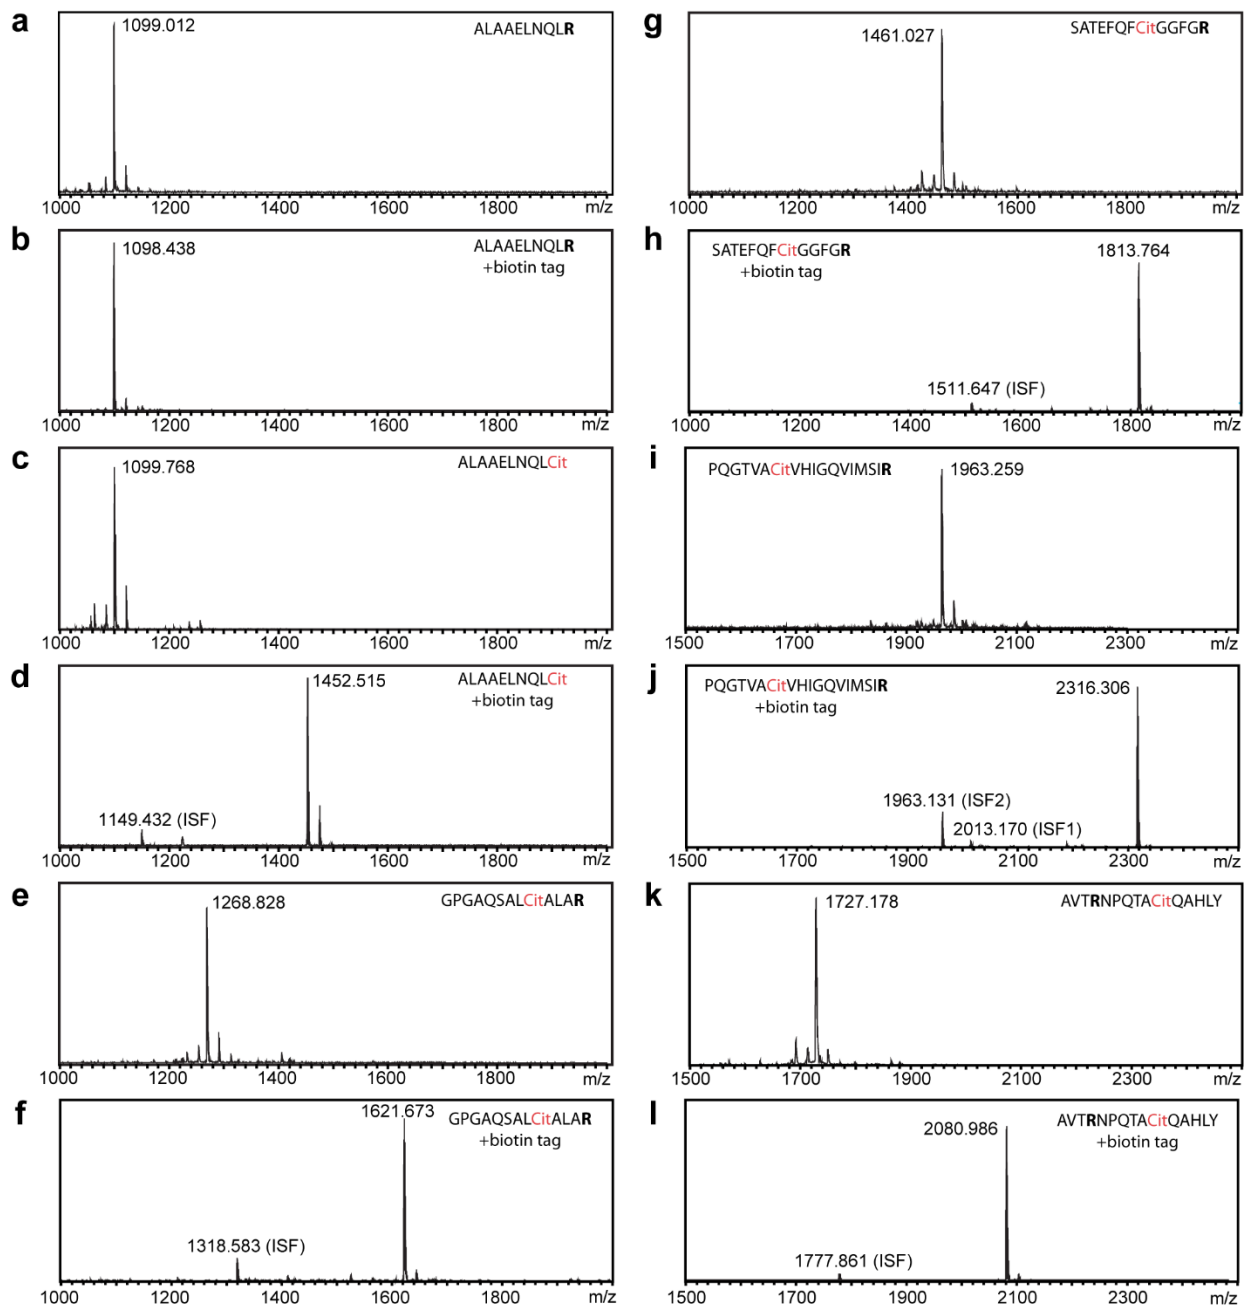 a
1099.012
ALAAELNQLR
1000 1200 1400 1600 1800 m/z
b
1098.438
ALAAELNQLR
+biotin tag
1000 1200 1400 1600 1800 m/z
c
1099.768
ALAAELNQLCit
1000 1200 1400 1600 1800 m/z
d
1452.515
ALAAELNQLCit
+biotin tag
1149.432 (ISF)
1000 1200 1400 1600 1800 m/z
e
1268.828
GPGAQSALCitALAR
1000 1200 1400 1600 1800 m/z
f
1621.673
GPGAQSALCitALAR
+biotin tag
1318.583 (ISF)
1000 1200 1400 1600 1800 m/z
g
1461.027
SATEFQFCitGGFGR
1000 1200 1400 1600 1800 m/z
h
SATEFQFCitGGFGR
+biotin tag
1813.764
1511.647 (ISF)
1000 1200 1400 1600 1800 m/z
i
PQGTVACitVHIGQVIMSIR
1963.259
1500 1700 1900 2100 2300 m/z
j
PQGTVACitVHIGQVIMSIR
+biotin tag
2316.306
1963.131 (ISF2)
2013.170 (ISF1)
1500 1700 1900 2100 2300 m/z
k
1727.178
AVTRNPQTACitQAHLY
1500 1700 1900 2100 2300 m/z
l
2080.986
AVTRNPQTACitQAHLY
+biotin tag
1777.861 (ISF)
1500 1700 1900 2100 2300 m/z